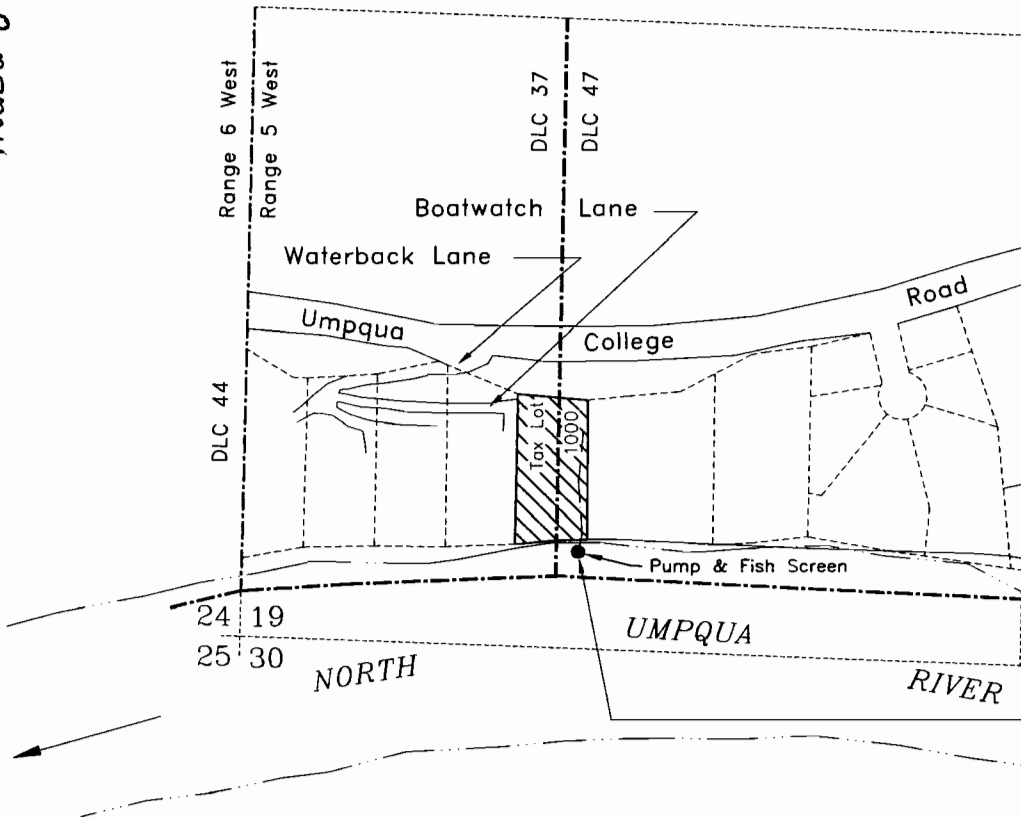 Range 6 West
Range 5 West
DLC 37
DLC 47
Boatwatch Lane
Waterback Lane
Umpqua College Road
DLC 44
Tax Lot
1000
Pump & Fish Screen
24 19
25 30
NORTH UMPQUA RIVER